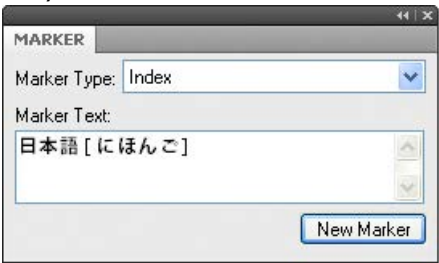 MARKER
Marker Type: Index
Marker Text:
日本語[にほんご]
New Marker